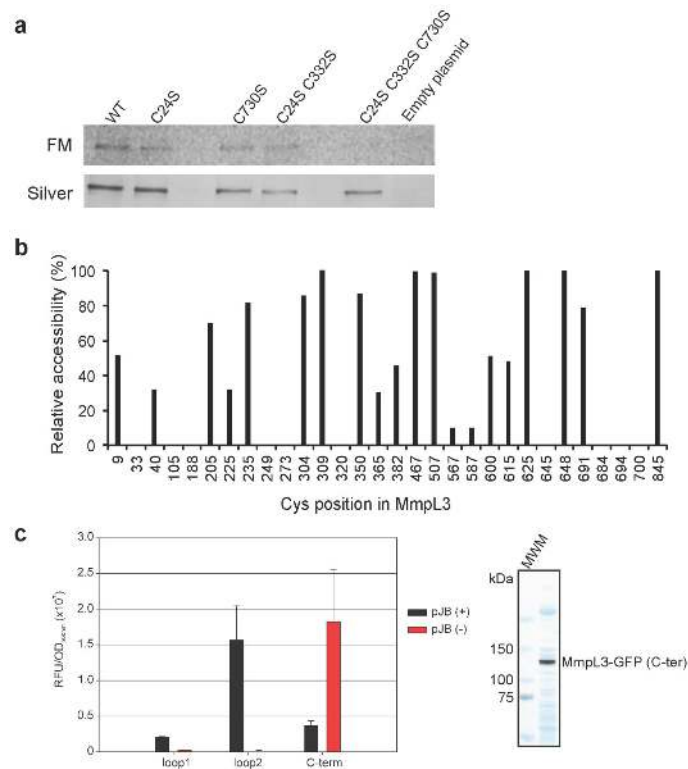 a
WT
C24S
C730S
C24S C332S
C24S C332S C730S
Empty plasmid
FM
Silver
b
Relative accessibility (%)
100
80
60
40
20
0
9 33 40 105 188 205 225 235 249 273 304 309 320 350 365 382 467 507 567 587 600 615 625 645 648 691 684 694 700 845
Cys position in MmpL3
c
3.0
2.5
2.0
1.5
1.0
0.5
0
(x10⁷)
loop1 loop2 C-term
pJB (+)
pJB (-)
MWM
kDa
150
100
75
MmpL3-GFP (C-ter)